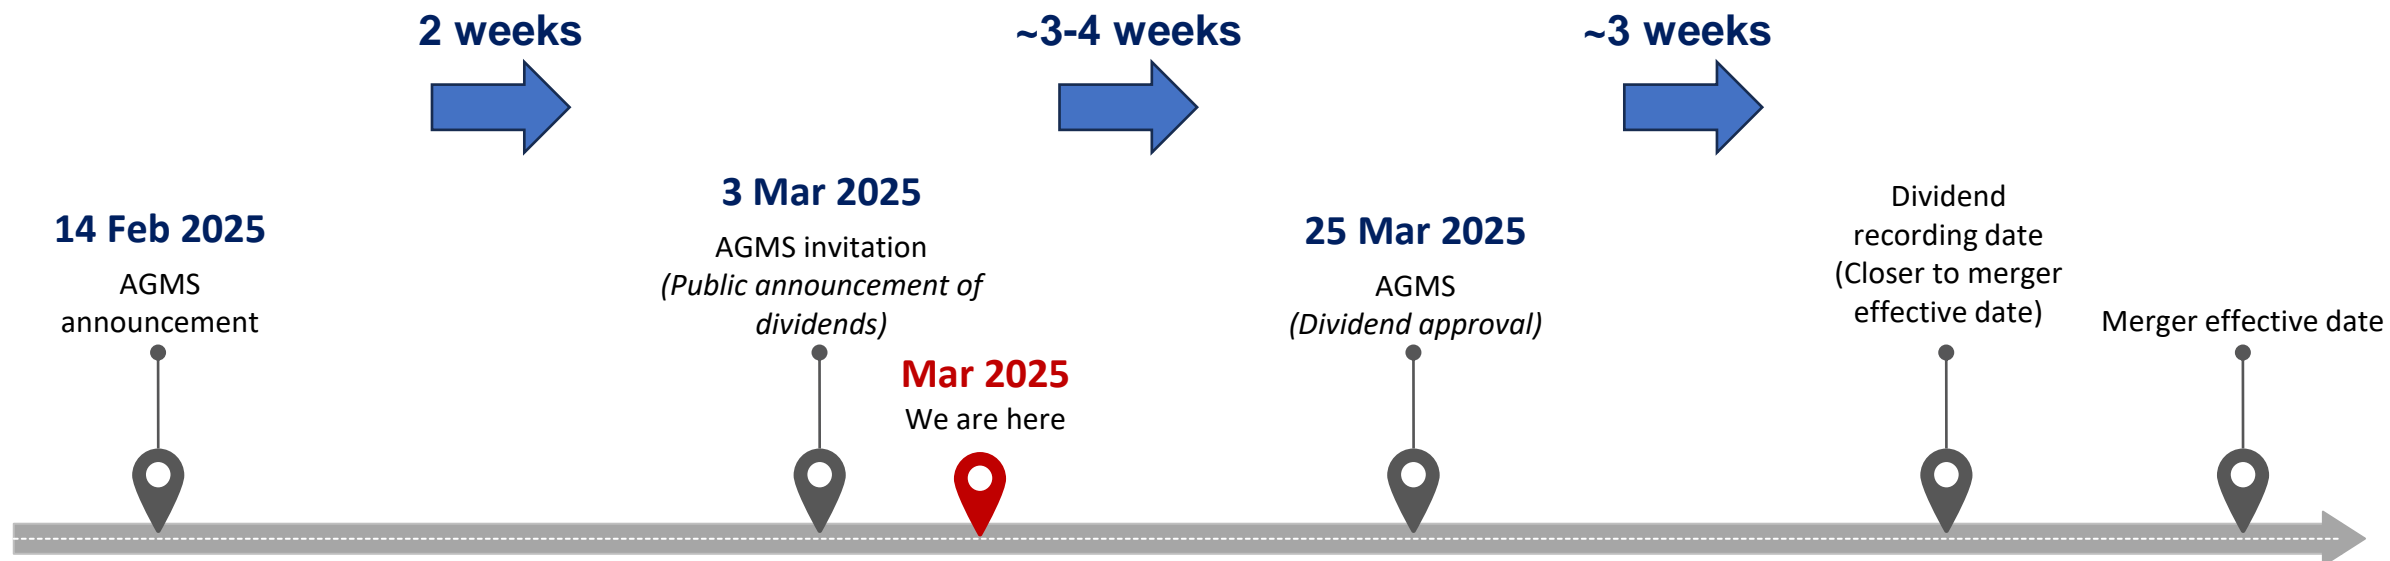 2 weeks
~3-4 weeks
~3 weeks
14 Feb 2025
AGMS
announcement
3 Mar 2025
AGMS invitation
(Public announcement of
dividends)
Mar 2025
We are here
25 Mar 2025
AGMS
(Dividend approval)
Dividend
recording date
(Closer to merger
effective date)
Merger effective date